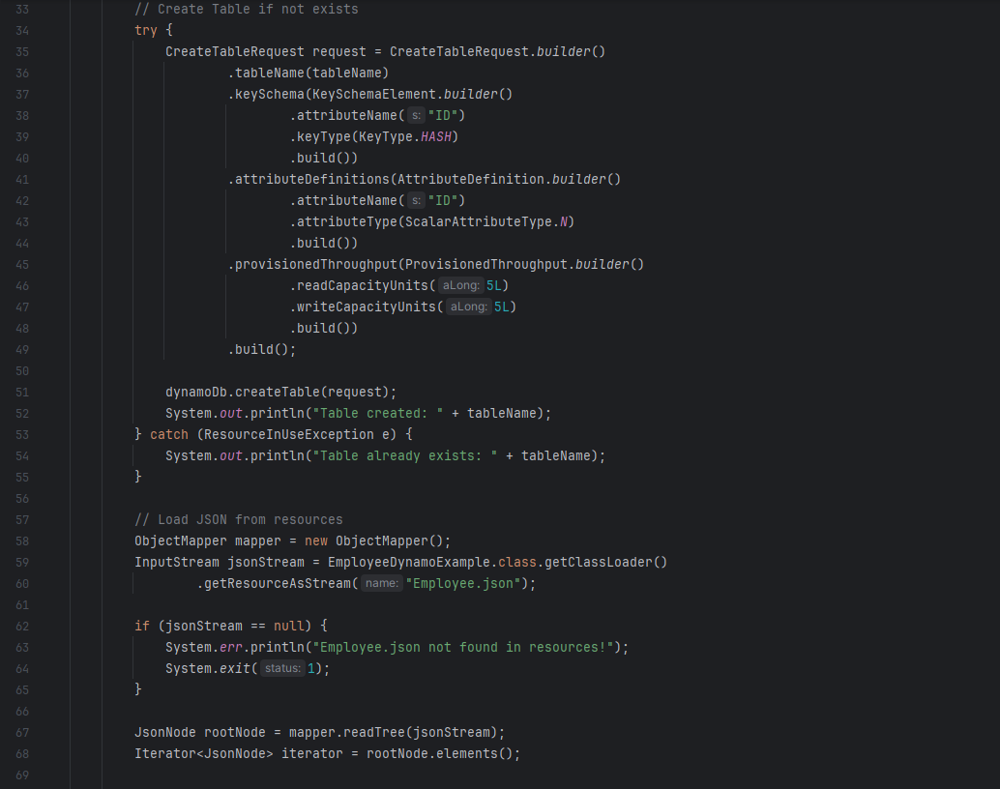 33 // Create Table if not exists
34 try {
35 CreateTableRequest request = CreateTableRequest.builder()
36 .tableName(tableName)
37 .keySchema(KeySchemaElement.builder()
38 .attributeName( s: "ID")
39 .keyType(KeyType.HASH)
40 .build())
41 .attributeDefinitions(AttributeDefinition.builder()
42 .attributeName( s: "ID")
43 .attributeType(ScalarAttributeType.N)
44 .build())
45 .provisionedThroughput(ProvisionedThroughput.builder()
46 .readCapacityUnits( aLong: 5L)
47 .writeCapacityUnits( aLong: 5L)
48 .build())
49 .build();
50
51 dynamoDb.createTable(request);
52 System.out.println("Table created: " + tableName);
53 } catch (ResourceInUseException e) {
54 System.out.println("Table already exists: " + tableName);
55 }
56
57 // Load JSON from resources
58 ObjectMapper mapper = new ObjectMapper();
59 InputStream jsonStream = EmployeeDynamoExample.class.getClassLoader()
60 .getResourceAsStream( name: "Employee.json");
61
62 if (jsonStream == null) {
63 System.err.println("Employee.json not found in resources!");
64 System.exit( status: 1);
65 }
66
67 JsonNode rootNode = mapper.readTree(jsonStream);
68 Iterator<JsonNode> iterator = rootNode.elements();
69